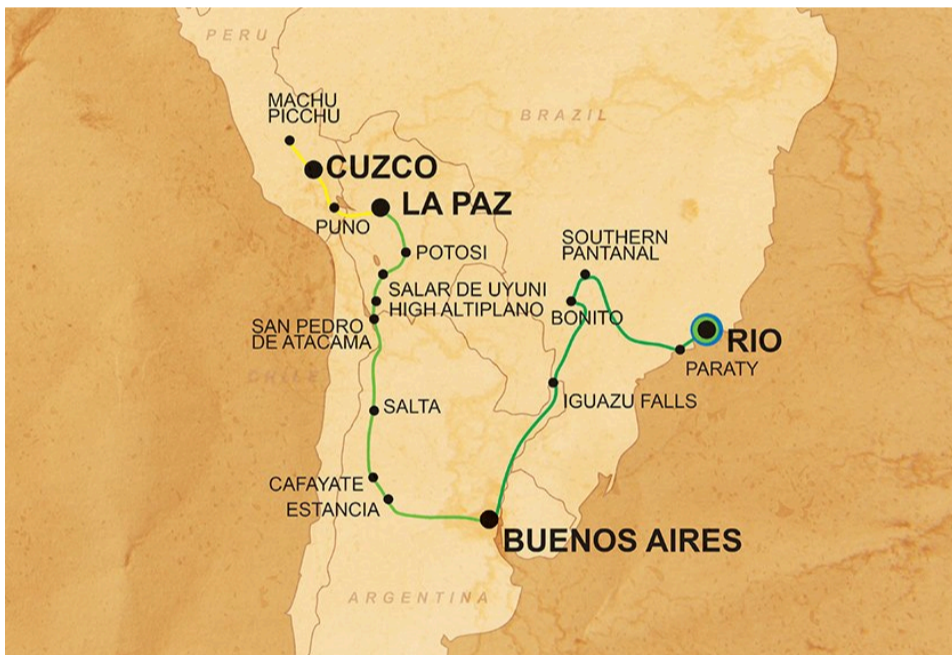 PERU
MACHU
PICCHU
BRAZIL
CUZCO
LA PAZ
PUNO
POTOSI
SOUTHERN
PANTANAL
SALAR DE UYUNI
HIGH ALTIPLANO
BONITO
SAN PEDRO
DE ATACAMA
RIO
PARATY
CHILE
IGUAZU FALLS
SALTA
CAFAYATE
ESTANCIA
BUENOS AIRES
ARGENTINA